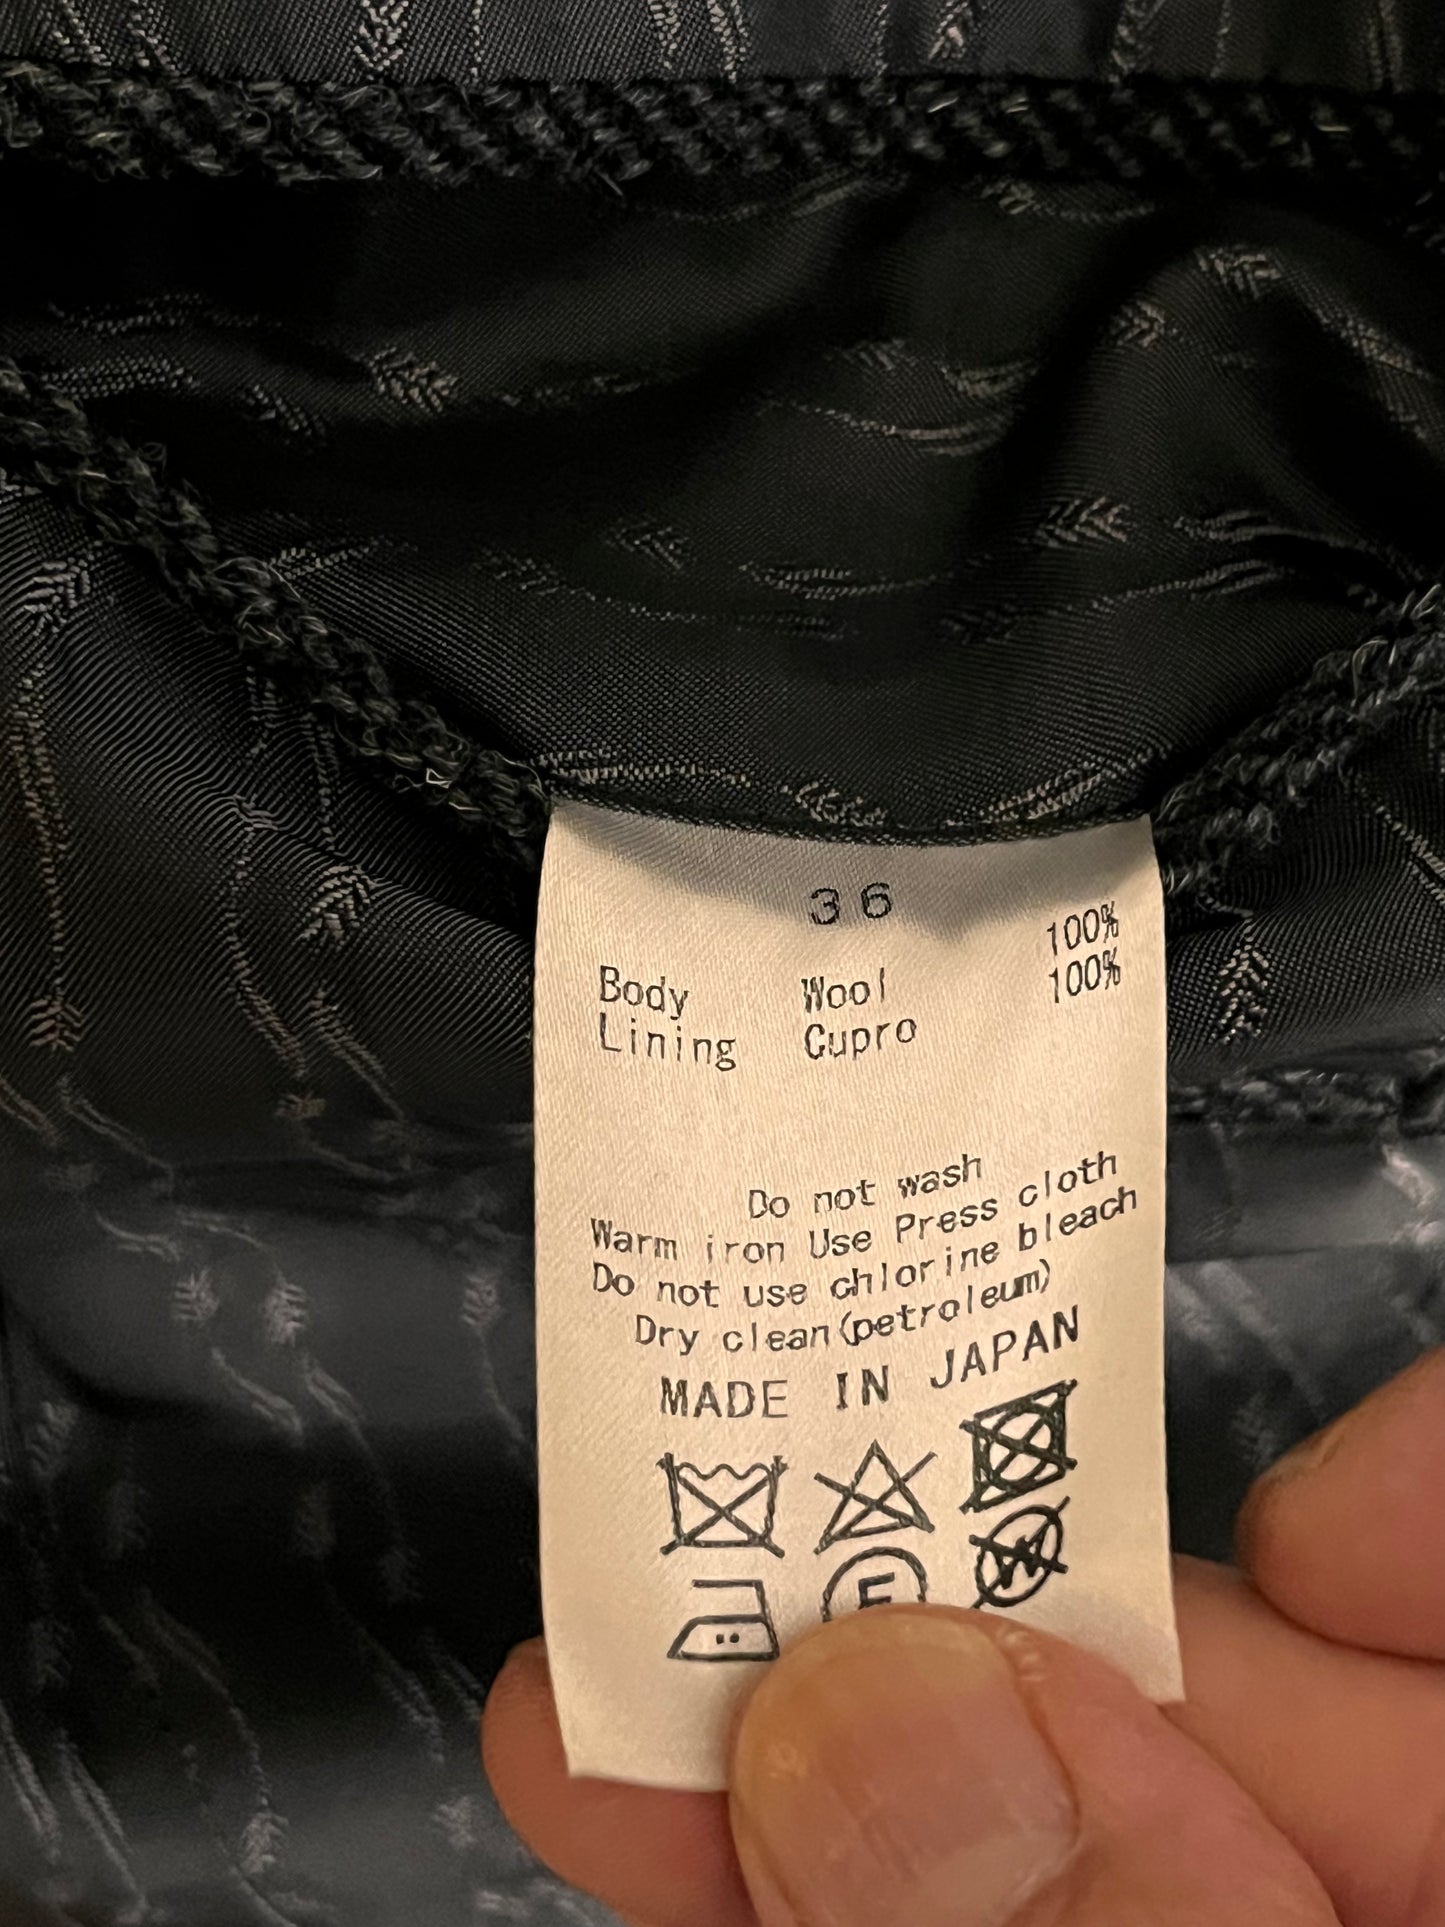 36
Body Wool 100%
Lining Cupro 100%
Do not wash
Warm iron Use Press cloth
Do not use chlorine bleach
Dry clean(petroleum)
MADE IN JAPAN
W